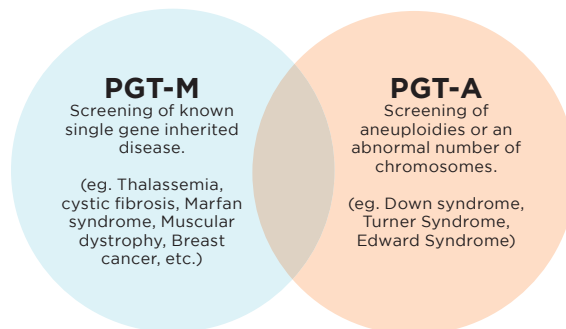 PGT-M
Screening of known
single gene inherited
disease.
(eg. Thalassemia,
cystic fibrosis, Marfan
syndrome, Muscular
dystrophy, Breast
cancer, etc.)
PGT-A
Screening of
aneuploidies or an
abnormal number of
chromosomes.
(eg. Down syndrome,
Turner Syndrome,
Edward Syndrome)